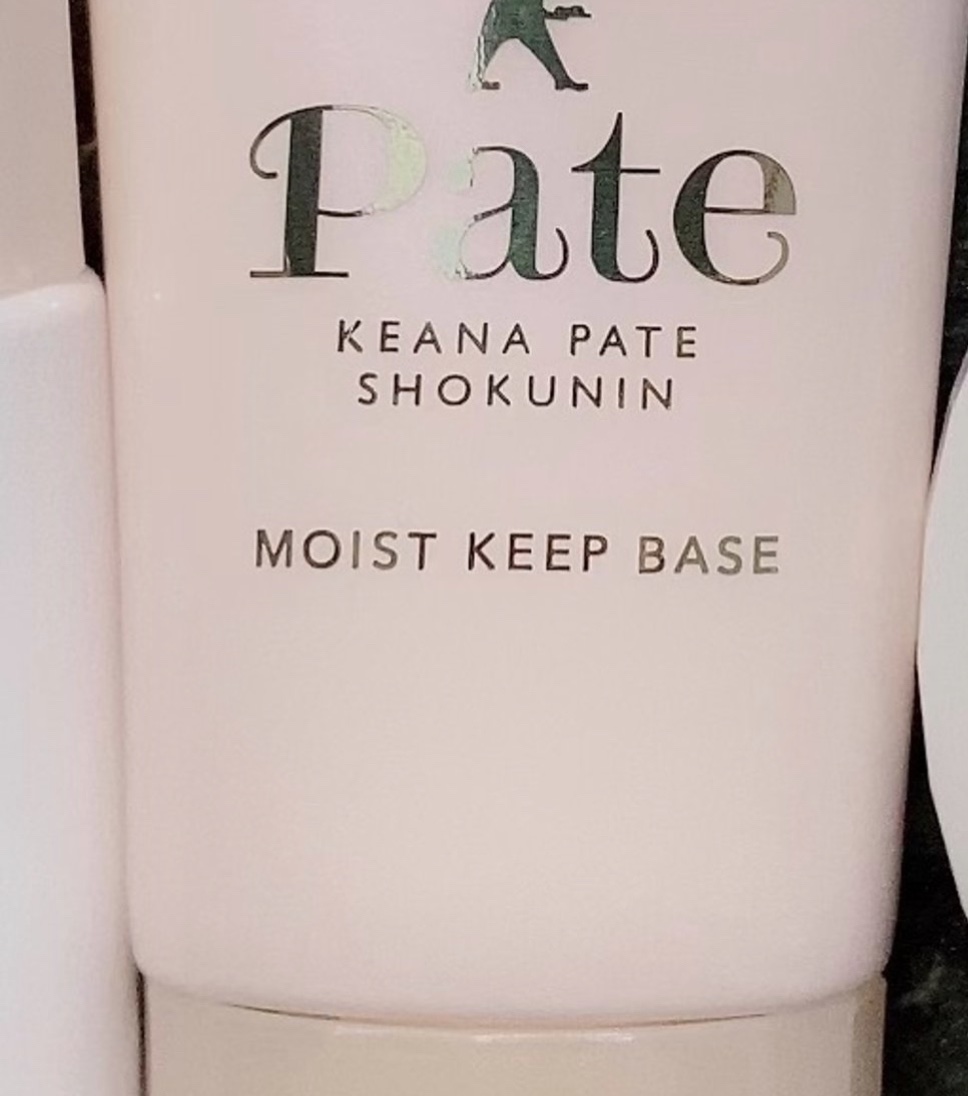 Pate
KEANA PATE
SHOKUNIN
MOIST KEEP BASE